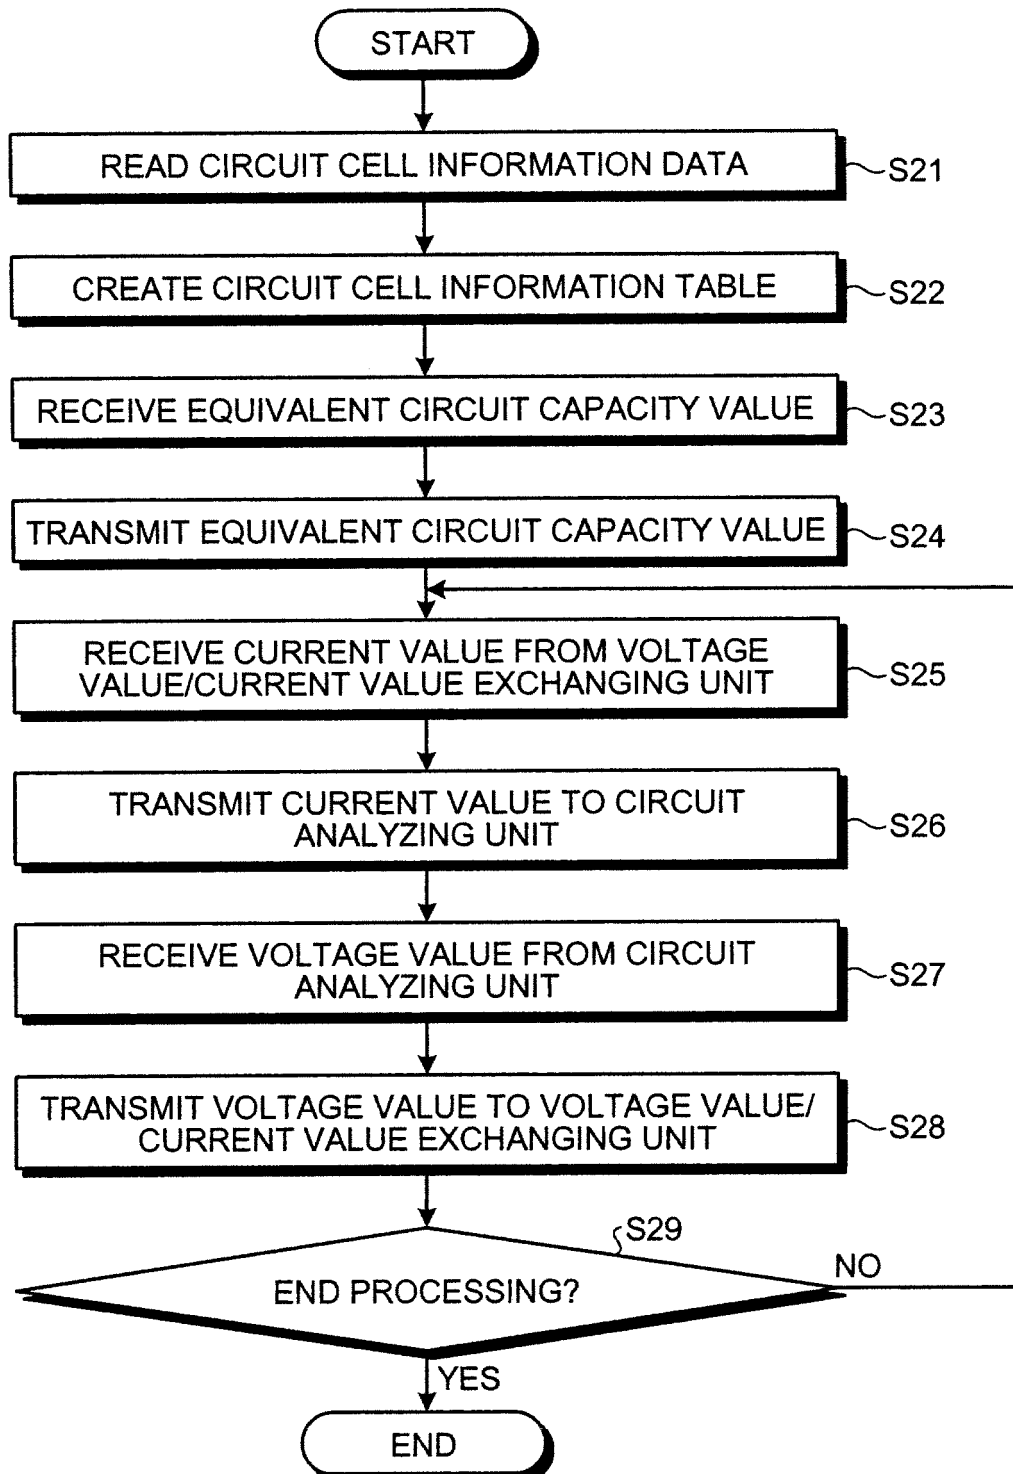 START
READ CIRCUIT CELL INFORMATION DATA
S21
CREATE CIRCUIT CELL INFORMATION TABLE
S22
RECEIVE EQUIVALENT CIRCUIT CAPACITY VALUE
S23
TRANSMIT EQUIVALENT CIRCUIT CAPACITY VALUE
S24
RECEIVE CURRENT VALUE FROM VOLTAGE
VALUE/CURRENT VALUE EXCHANGING UNIT
S25
TRANSMIT CURRENT VALUE TO CIRCUIT
ANALYZING UNIT
S26
RECEIVE VOLTAGE VALUE FROM CIRCUIT
ANALYZING UNIT
S27
TRANSMIT VOLTAGE VALUE TO VOLTAGE VALUE/
CURRENT VALUE EXCHANGING UNIT
S28
S29
END PROCESSING?
NO
YES
END